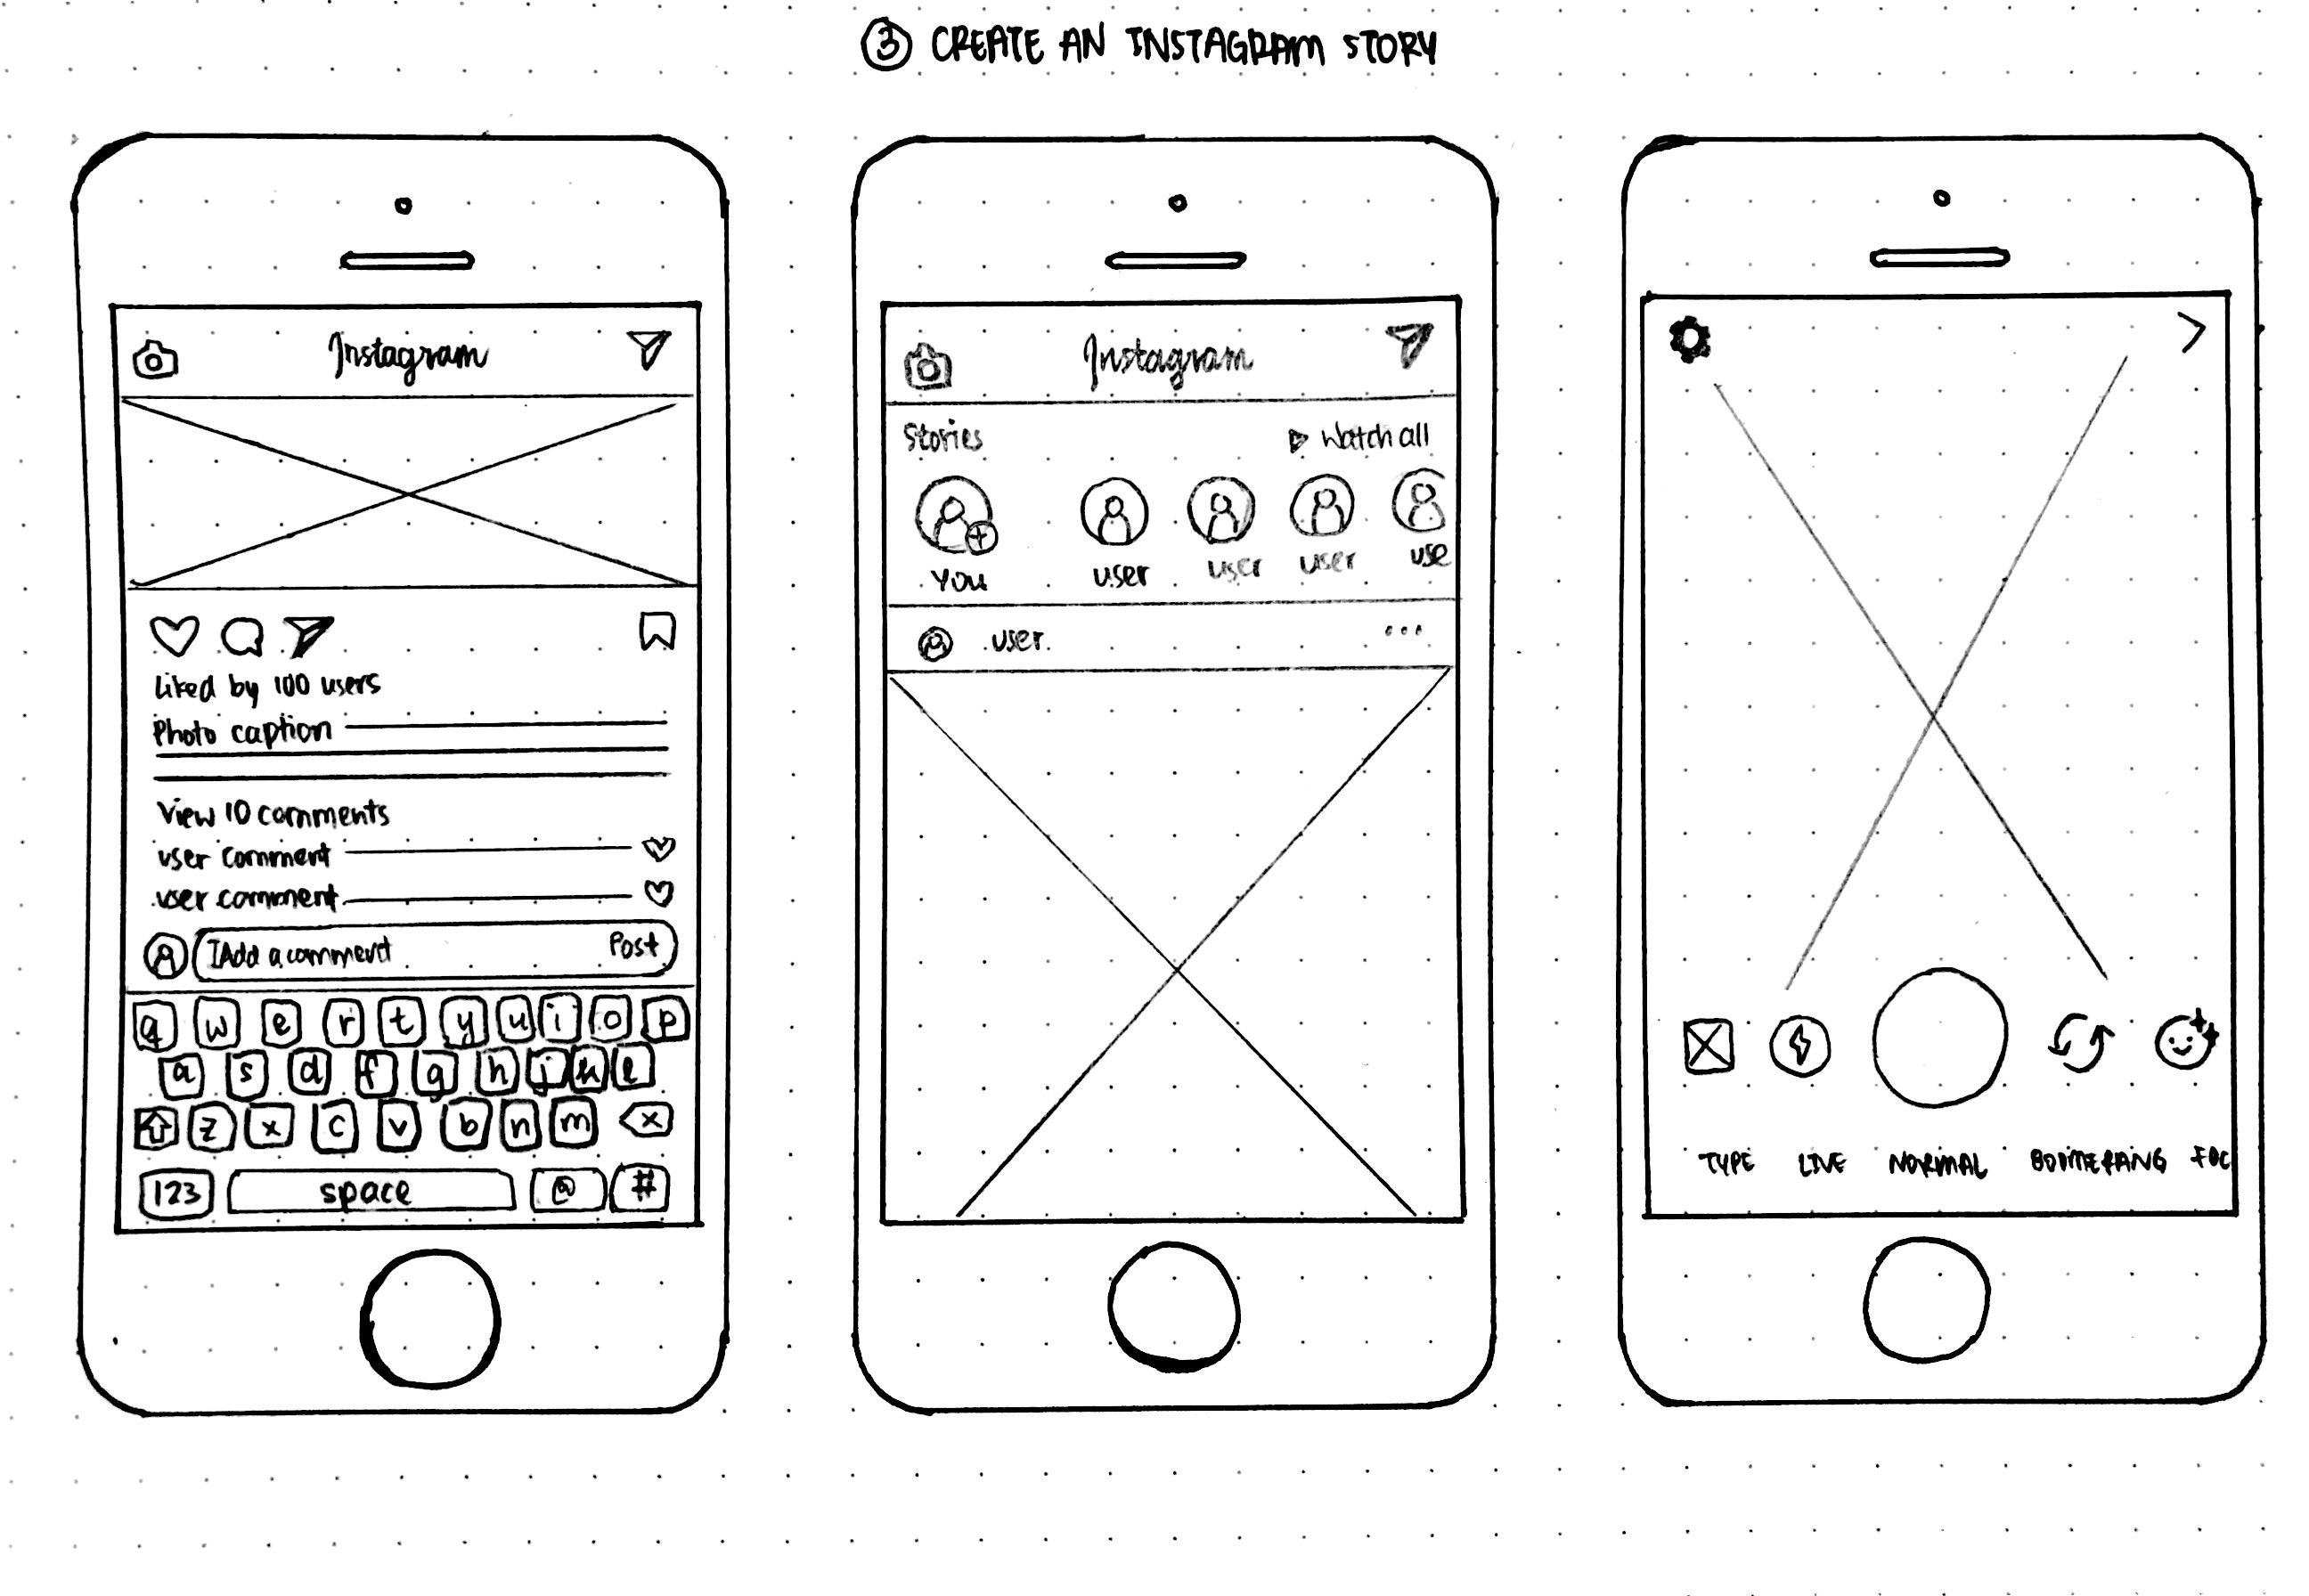 ③ CREATE AN INSTAGRAM STORY
Instagram
Liked by 100 users
Photo caption
View 10 comments
user comment
user comment
Add a comment Post
q w e r t y u i o p
a s d f g h j k l
z x c v b n m x
123 space @ #
Instagram
Stories Watch all
You user user user use
user ...
TYPE LIVE NORMAL BOOMERANG FOC